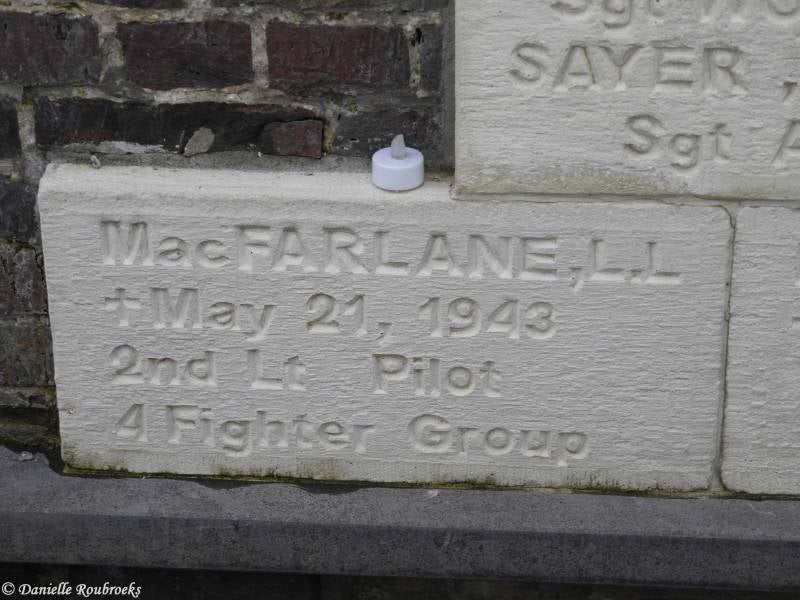 SAYER,
Sgt
MacFARLANE, L.L
✝May 21, 1943
2nd Lt Pilot
4 Fighter Group
© Danielle Roubroeks